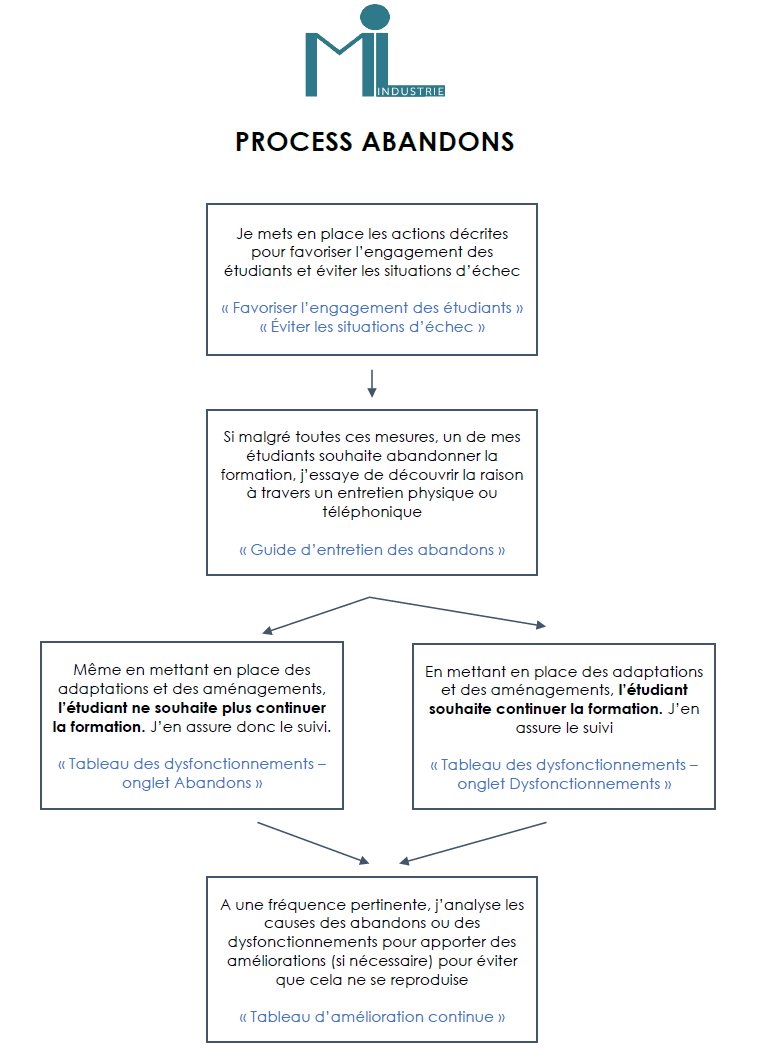 MIL
INDUSTRIE
PROCESS ABANDONS
Je mets en place les actions décrites
pour favoriser l’engagement des
étudiants et éviter les situations d’échec
« Favoriser l’engagement des étudiants »
« Éviter les situations d’échec »
Si malgré toutes ces mesures, un de mes
étudiants souhaite abandonner la
formation, j’essaye de découvrir la raison
à travers un entretien physique ou
téléphonique
« Guide d’entretien des abandons »
Même en mettant en place des
adaptations et des aménagements,
l’étudiant ne souhaite plus continuer
la formation. J’en assure donc le suivi.
« Tableau des dysfonctionnements –
onglet Abandons »
En mettant en place des adaptations
et des aménagements, l’étudiant
souhaite continuer la formation. J’en
assure le suivi
« Tableau des dysfonctionnements –
onglet Dysfonctionnements »
A une fréquence pertinente, j’analyse les
causes des abandons ou des
dysfonctionnements pour apporter des
améliorations (si nécessaire) pour éviter
que cela ne se reproduise
« Tableau d’amélioration continue »